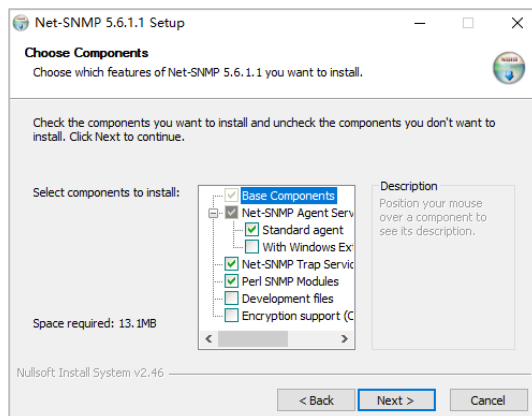 Net-SNMP 5.6.1.1 Setup
Choose Components
Choose which features of Net-SNMP 5.6.1.1 you want to install.
Check the components you want to install and uncheck the components you don't want to
install. Click Next to continue.
Select components to install:
Base Components
Net-SNMP Agent Serv
Standard agent
With Windows Ext
Net-SNMP Trap Servic
Perl SNMP Modules
Development files
Encryption support (O
Description
Position your mouse
over a component to
see its description.
Space required: 13.1MB
Nullsoft Install System v2.46
< Back
Next >
Cancel